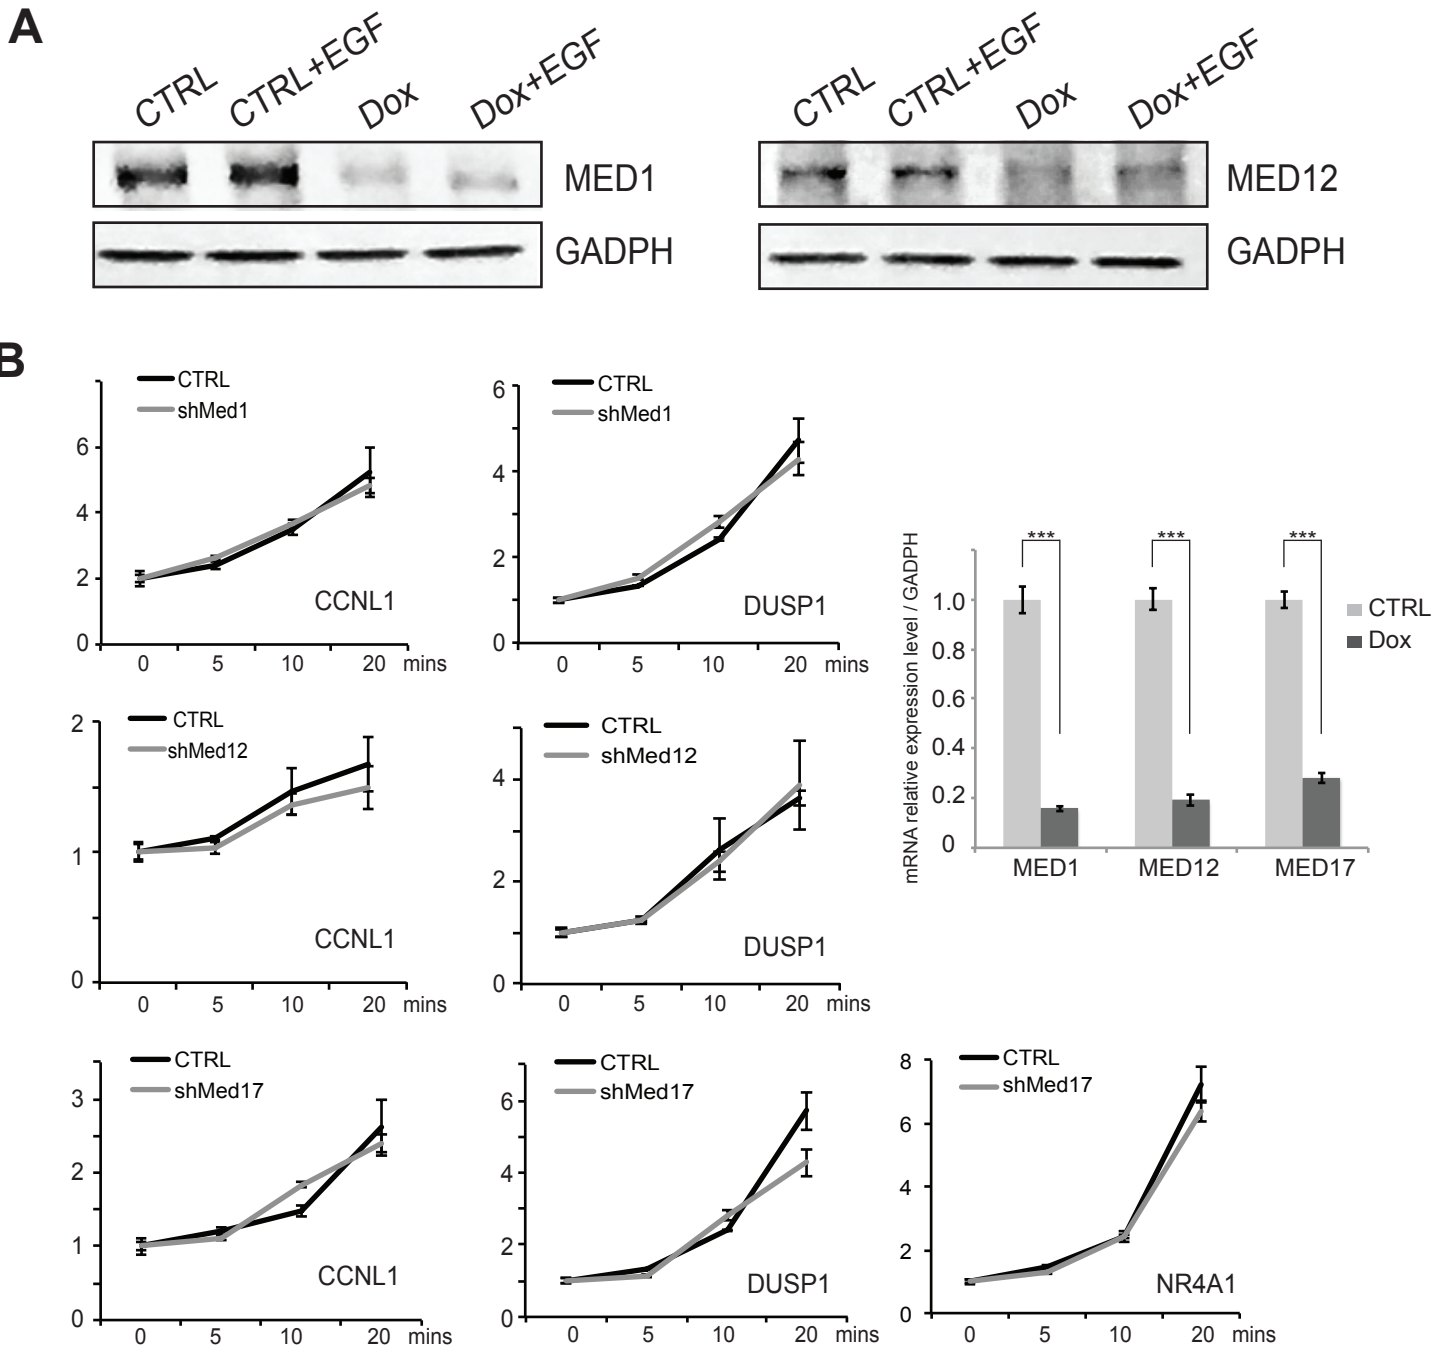 A
CTRL CTRL+EGF Dox Dox+EGF
MED1
GADPH
CTRL CTRL+EGF Dox Dox+EGF
MED12
GADPH
B
CTRL
shMed1
6
4
2
0
CCNL1
0 5 10 20 mins
CTRL
shMed1
6
4
2
0
DUSP1
0 5 10 20 mins
mRNA relative expression level / GADPH
1.0
0.8
0.6
0.4
0.2
0
*** *** ***
MED1 MED12 MED17
CTRL
Dox
CTRL
shMed12
2
1
0
CCNL1
0 5 10 20 mins
CTRL
shMed12
4
2
0
DUSP1
0 5 10 20 mins
CTRL
shMed17
3
2
1
0
CCNL1
0 5 10 20 mins
CTRL
shMed17
6
4
2
0
DUSP1
0 5 10 20 mins
CTRL
shMed17
8
6
4
2
0
NR4A1
0 5 10 20 mins